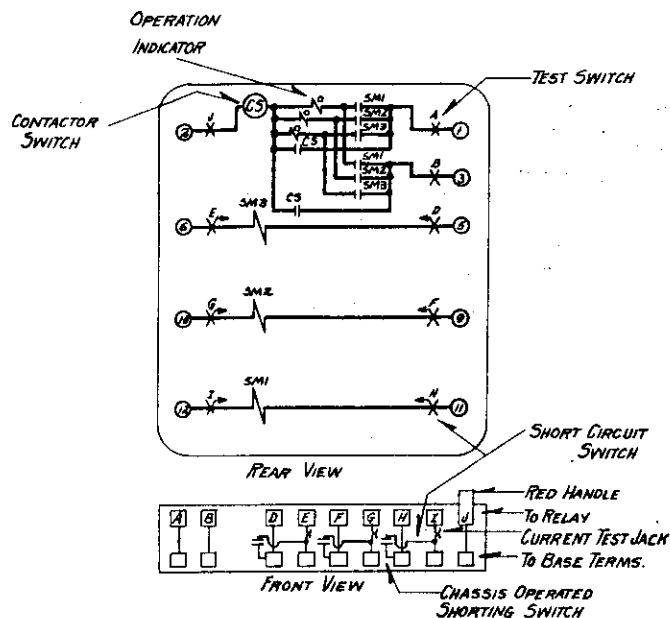 OPERATION
INDICATOR
TEST SWITCH
CONTACTOR
SWITCH
J
CS
O
SM1
A
2
O
SM2
1
O
SM3
CS
SM1
B
SM2
3
SM3
CS
E
SM3
D
6
5
G
SM2
F
10
9
I
SM1
H
12
11
SHORT CIRCUIT
SWITCH
REAR VIEW
RED HANDLE
A
B
D
E
F
G
H
I
J
TO RELAY
CURRENT TEST JACK
TO BASE TERMS.
FRONT VIEW
CHASSIS OPERATED
SHORTING SWITCH